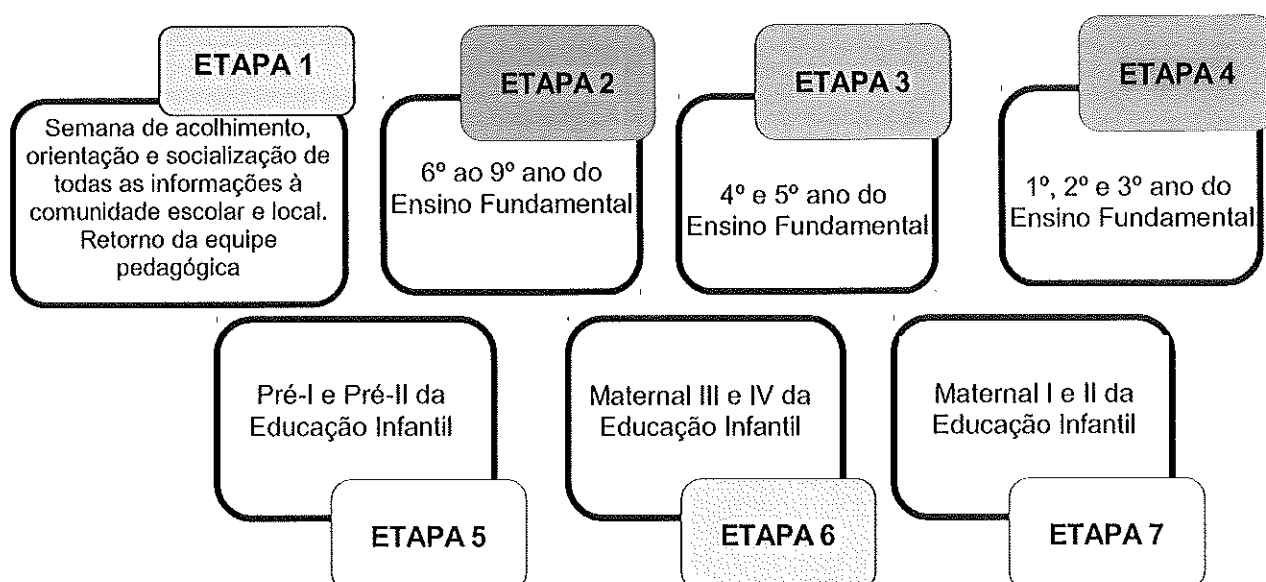 ETAPA 1
Semana de acolhimento,
orientação e socialização de
todas as informações à
comunidade escolar e local.
Retorno da equipe
pedagógica
ETAPA 2
6º ao 9º ano do
Ensino Fundamental
ETAPA 3
4º e 5º ano do
Ensino Fundamental
ETAPA 4
1º, 2º e 3º ano do
Ensino Fundamental
Pré-I e Pré-II da
Educação Infantil
ETAPA 5
Maternal III e IV da
Educação Infantil
ETAPA 6
Maternal I e II da
Educação Infantil
ETAPA 7